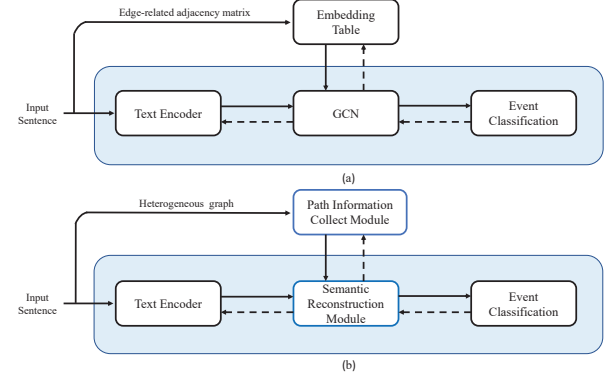 Edge-related adjacency matrix
Embedding
Table
Input
Sentence
Text Encoder
GCN
Event
Classification
(a)
Heterogeneous graph
Path Information
Collect Module
Input
Sentence
Text Encoder
Semantic
Reconstruction
Module
Event
Classification
(b)